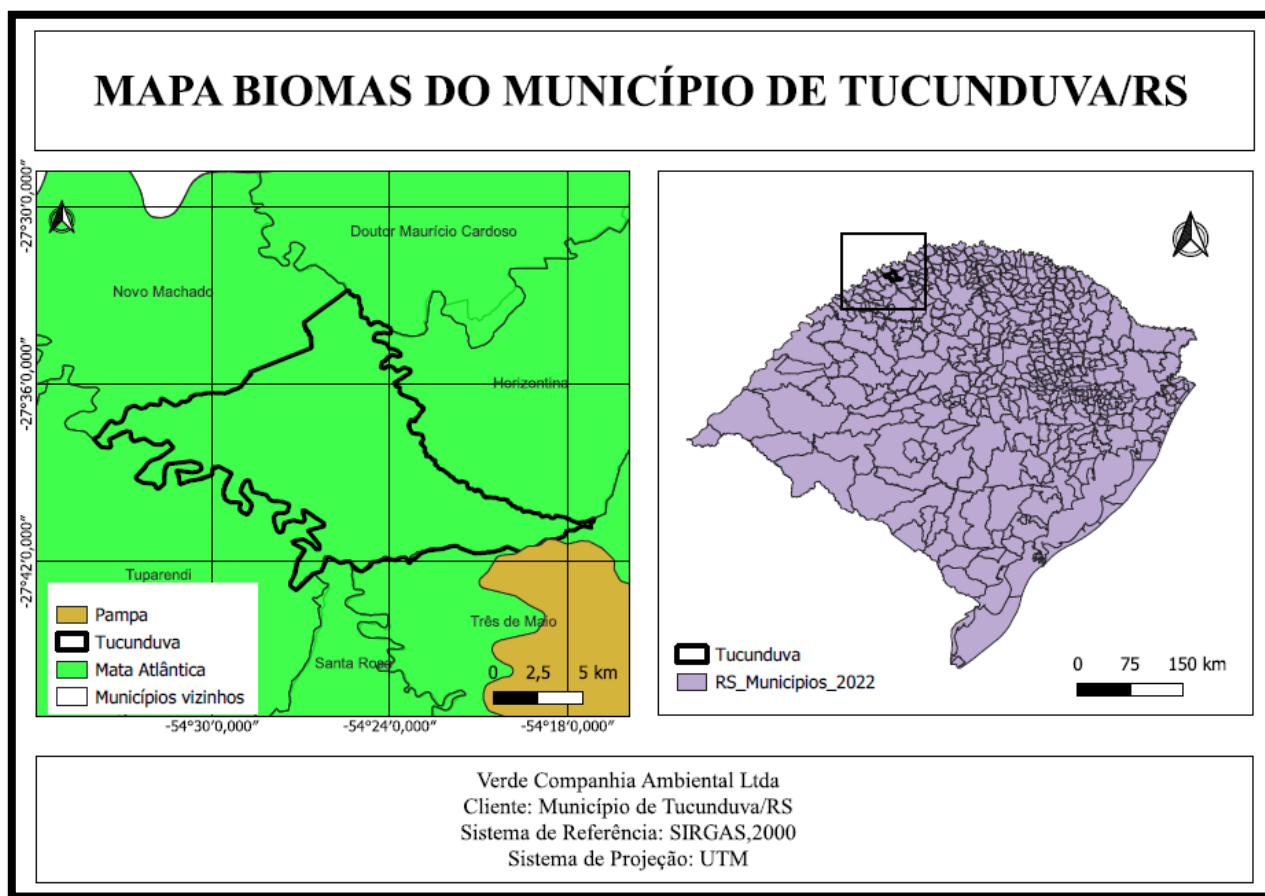 MAPA BIOMAS DO MUNICÍPIO DE TUCUNDUVA/RS
-27°30'0,000"
-27°36'0,000"
-27°42'0,000"
Doutor Maurício Cardoso
Novo Machado
Horizontina
Tuparendi
Três de Maio
Santa Rosa
Pampa
Tucunduva
Mata Atlântica
Municípios vizinhos
0 2,5 5 km
-54°30'0,000" -54°24'0,000" -54°18'0,000"
Tucunduva
RS_Municipios_2022
0 75 150 km
Verde Companhia Ambiental Ltda
Cliente: Município de Tucunduva/RS
Sistema de Referência: SIRGAS,2000
Sistema de Projeção: UTM